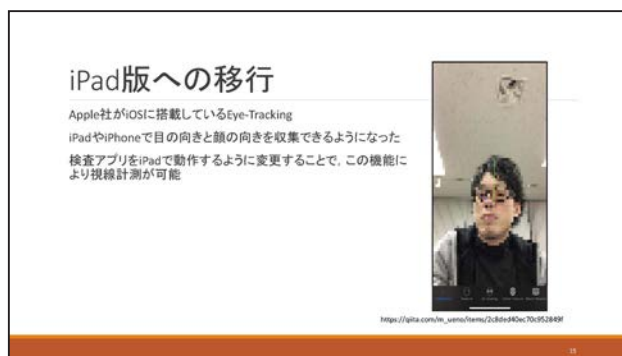 iPad版への移行
Apple社がiOSに搭載しているEye-Tracking
iPadやiPhoneで目の向きと顔の向きを収集できるようになった
検査アプリをiPadで動作するように変更することで, この機能に
より視線計測が可能
https://qiita.com/m_ueno/items/2c8ded40ec70c952849f